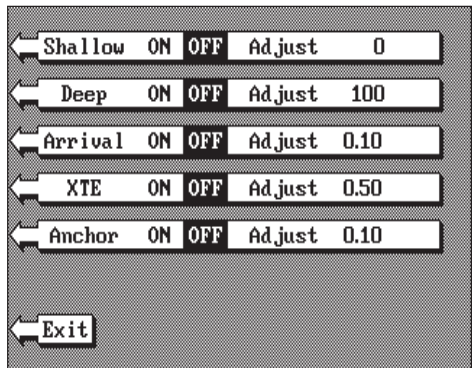 Shallow ON OFF Adjust 0
Deep ON OFF Adjust 100
Arrival ON OFF Adjust 0.10
XTE ON OFF Adjust 0.50
Anchor ON OFF Adjust 0.10
Exit